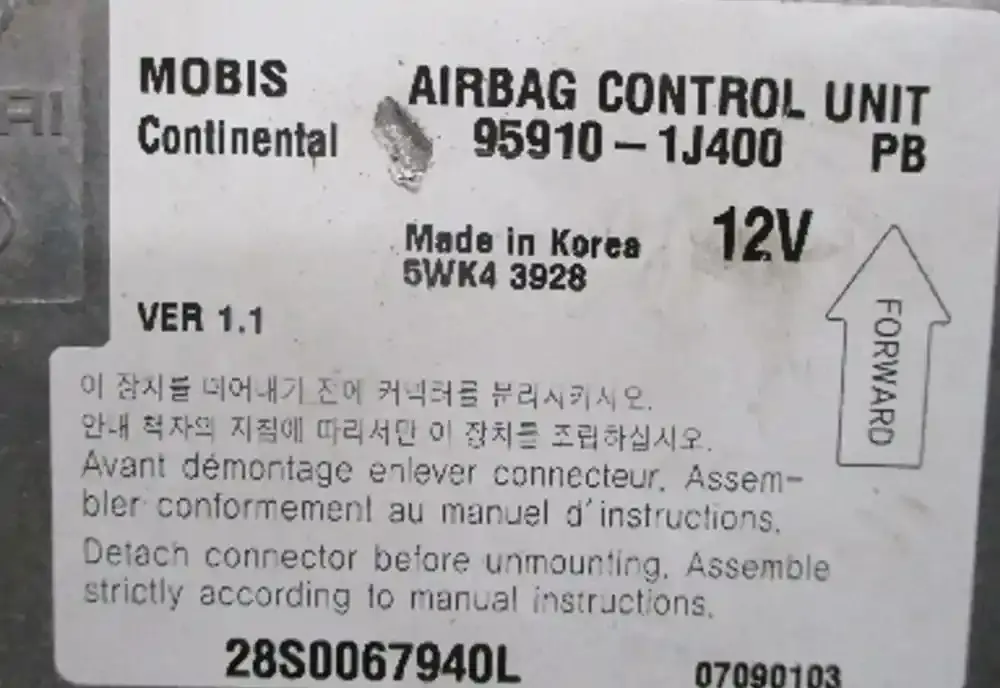 MOBIS AIRBAG CONTROL UNIT
Continental 95910-1J400 PB
Made in Korea 12V
5WK4 3928
VER 1.1
FORWARD
이 장치를 떼어내기 전에 커넥터를 분리시키시오.
안내 책자의 지침에 따라서만 이 장치를 조립하십시오.
Avant démontage enlever connecteur. Assem-
bler conformement au manuel d'instructions.
Detach connector before unmounting. Assemble
strictly according to manual instructions.
28S0067940L 07090103